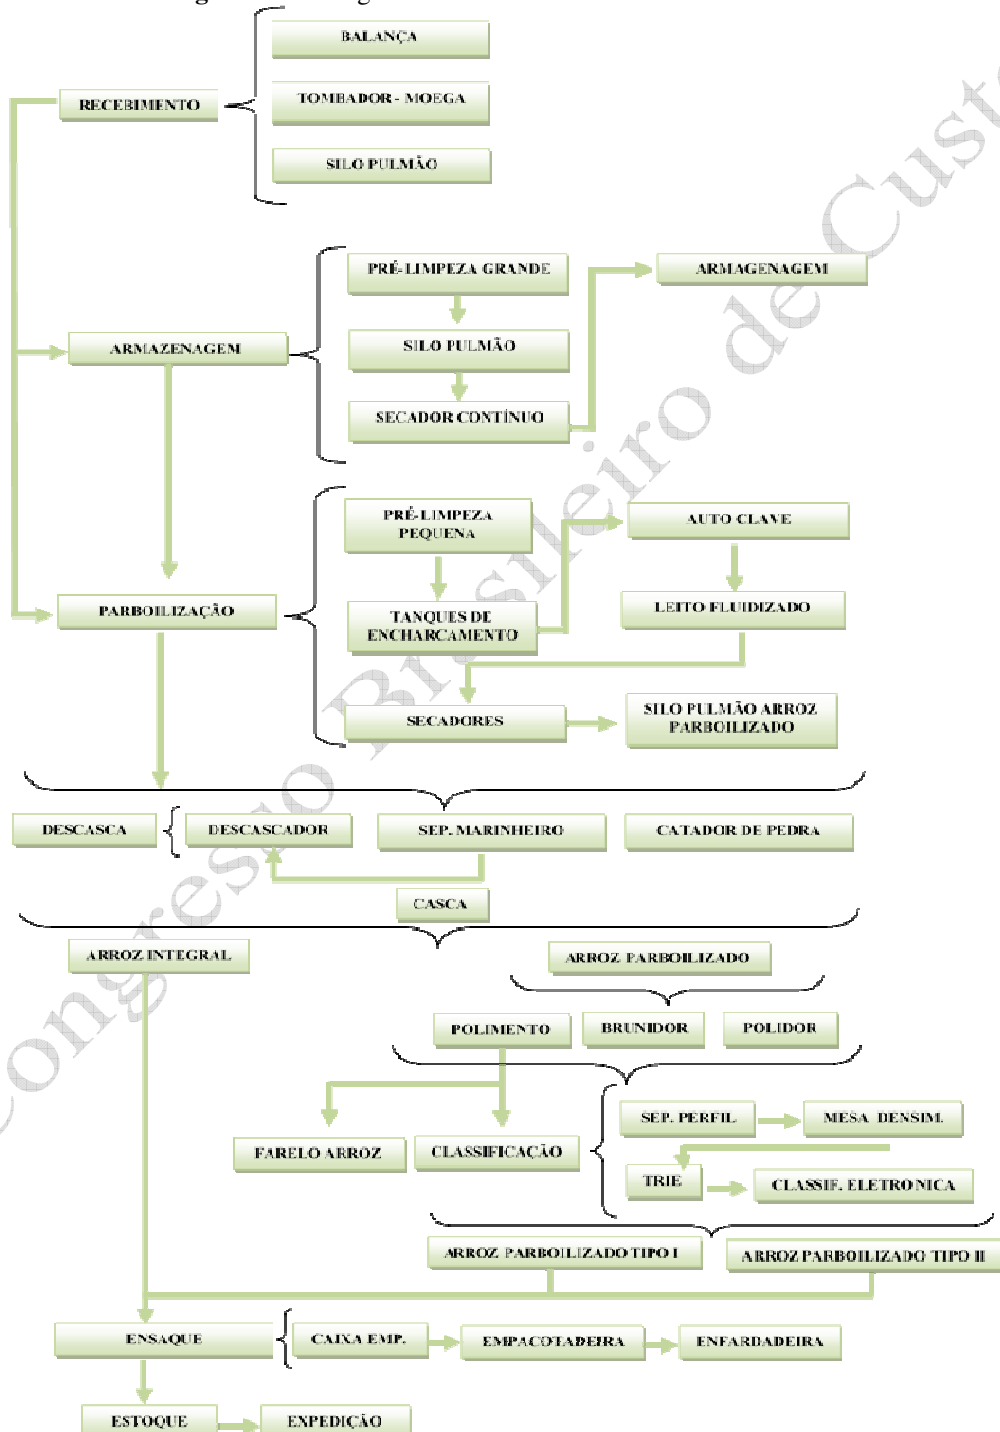 BALANÇA
RECEBIMENTO
TOMBADOR - MOEGA
SILO PULMÃO
PRÉ-LIMPEZA GRANDE
ARMAGENAGEM
ARMAZENAGEM
SILO PULMÃO
SECADOR CONTÍNUO
PRÉ-LIMPEZA
PEQUENA
AUTO CLAVE
PARBOILIZAÇÃO
TANQUES DE
ENCHARCAMENTO
LEITO FLUIDIZADO
SECADORES
SILO PULMÃO ARROZ
PARBOILIZADO
DESCASCA
DESCASCADOR
SEP. MARINHEIRO
CATADOR DE PEDRA
CASCA
ARROZ INTEGRAL
ARROZ PARBOILIZADO
POLIMENTO
BRUNIDOR
POLIDOR
SEP. PERFIL
MESA DENSIM.
FARELO ARROZ
CLASSIFICAÇÃO
TRIE
CLASSIF. ELETRONICA
ARROZ PARBOILIZADO TIPO I
ARROZ PARBOILIZADO TIPO II
ENSAQUE
CAIXA EMP.
EMPACOTADEIRA
ENFARDADEIRA
ESTOQUE
EXPEDIÇÃO
Congresso Brasileiro de Custo